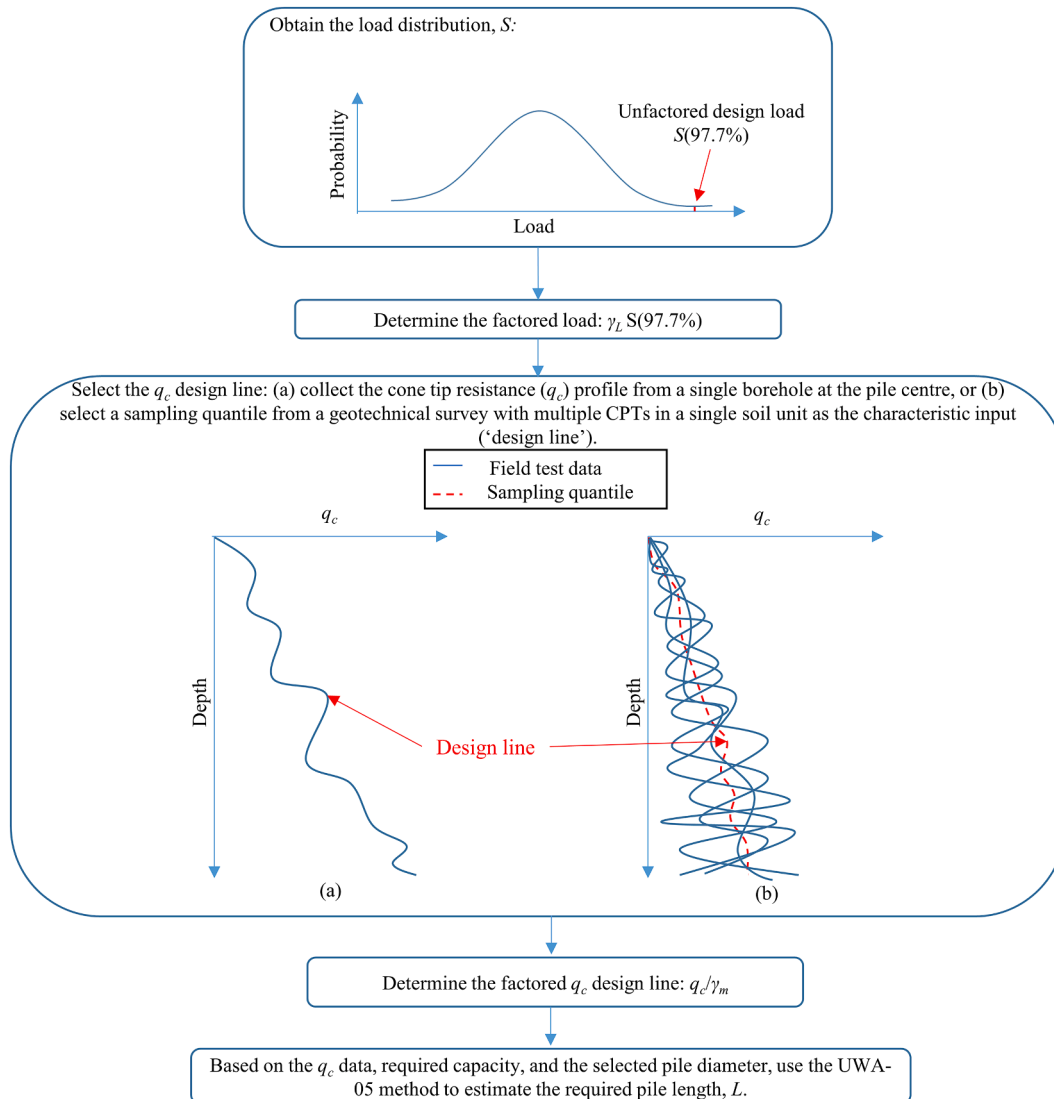 Obtain the load distribution, S:
Unfactored design load
S(97.7%)
Probability
Load
Determine the factored load: γL S(97.7%)
Select the qc design line: (a) collect the cone tip resistance (qc) profile from a single borehole at the pile centre, or (b)
select a sampling quantile from a geotechnical survey with multiple CPTs in a single soil unit as the characteristic input
(‘design line’).
Field test data
Sampling quantile
qc
qc
Depth
Depth
Design line
(a)
(b)
Determine the factored qc design line: qc/γm
Based on the qc data, required capacity, and the selected pile diameter, use the UWA-
05 method to estimate the required pile length, L.